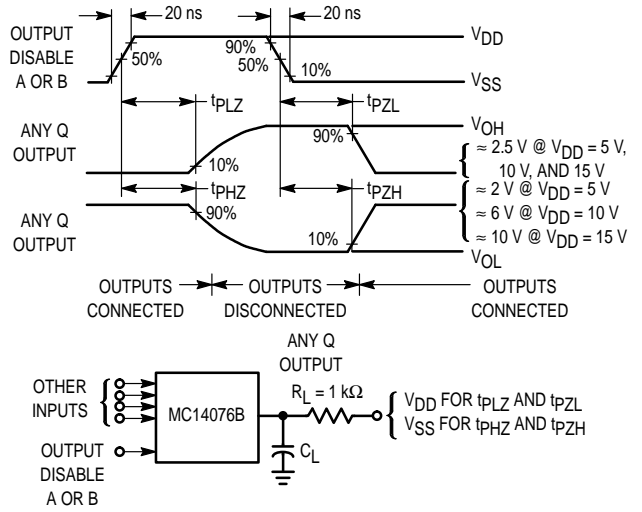 20 ns 20 ns
OUTPUT
DISABLE
A OR B
50%
90%
50%
10%
VDD
VSS
tPLZ tPZL
ANY Q
OUTPUT
10%
90%
VOH
≈ 2.5 V @ VDD = 5 V,
10 V, AND 15 V
tPHZ tPZH
ANY Q
OUTPUT
90%
10%
≈ 2 V @ VDD = 5 V
≈ 6 V @ VDD = 10 V
≈ 10 V @ VDD = 15 V
VOL
OUTPUTS
CONNECTED
OUTPUTS
DISCONNECTED
OUTPUTS
CONNECTED
ANY Q
OUTPUT
OTHER
INPUTS
MC14076B
RL = 1 kΩ
VDD FOR tPLZ AND tPZL
VSS FOR tPHZ AND tPZH
CL
OUTPUT
DISABLE
A OR B